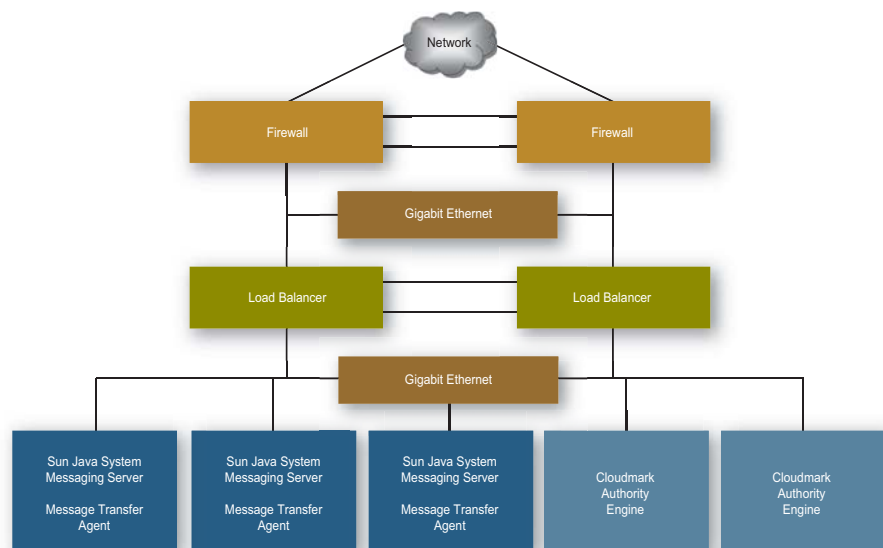 Network
Firewall
Firewall
Gigabit Ethernet
Load Balancer
Load Balancer
Gigabit Ethernet
Sun Java System
Messaging Server
Message Transfer
Agent
Sun Java System
Messaging Server
Message Transfer
Agent
Sun Java System
Messaging Server
Message Transfer
Agent
Cloudmark
Authority
Engine
Cloudmark
Authority
Engine